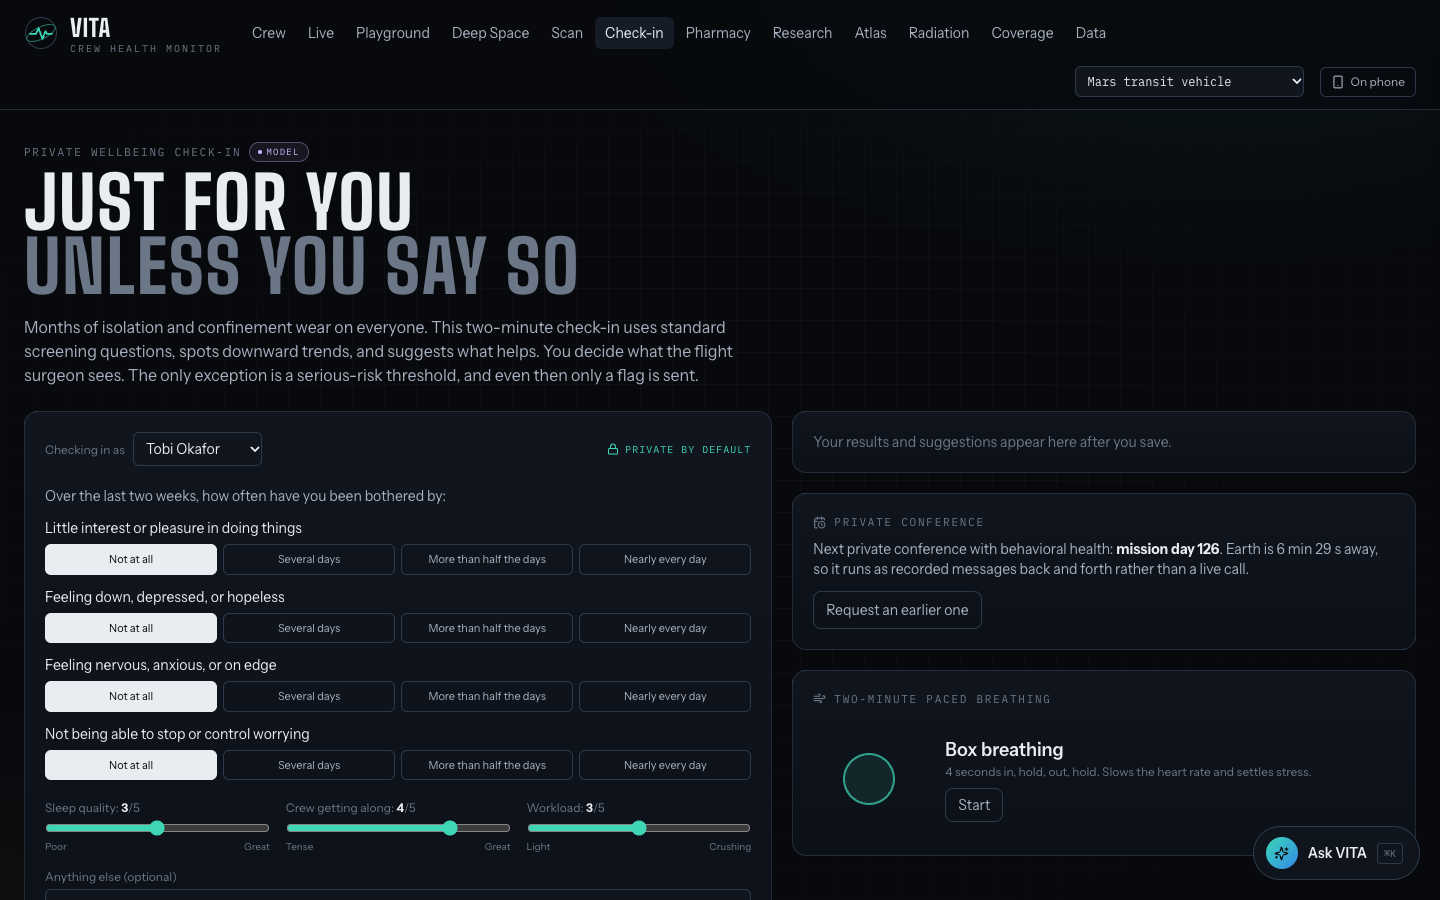 VITA
CREW HEALTH MONITOR
Crew Live Playground Deep Space Scan Check-in Pharmacy Research Atlas Radiation Coverage Data
Mars transit vehicle
On phone
PRIVATE WELLBEING CHECK-IN
MODEL
JUST FOR YOU
UNLESS YOU SAY SO
Months of isolation and confinement wear on everyone. This two-minute check-in uses standard
screening questions, spots downward trends, and suggests what helps. You decide what the flight
surgeon sees. The only exception is a serious-risk threshold, and even then only a flag is sent.
Checking in as Tobi Okafor
PRIVATE BY DEFAULT
Over the last two weeks, how often have you been bothered by:
Little interest or pleasure in doing things
Not at all Several days More than half the days Nearly every day
Feeling down, depressed, or hopeless
Not at all Several days More than half the days Nearly every day
Feeling nervous, anxious, or on edge
Not at all Several days More than half the days Nearly every day
Not being able to stop or control worrying
Not at all Several days More than half the days Nearly every day
Sleep quality: 3/5 Crew getting along: 4/5 Workload: 3/5
Poor Great Tense Great Light Crushing
Anything else (optional)
Your results and suggestions appear here after you save.
PRIVATE CONFERENCE
Next private conference with behavioral health: mission day 126. Earth is 6 min 29 s away,
so it runs as recorded messages back and forth rather than a live call.
Request an earlier one
TWO-MINUTE PACED BREATHING
Box breathing
4 seconds in, hold, out, hold. Slows the heart rate and settles stress.
Start
Ask VITA ⌘K